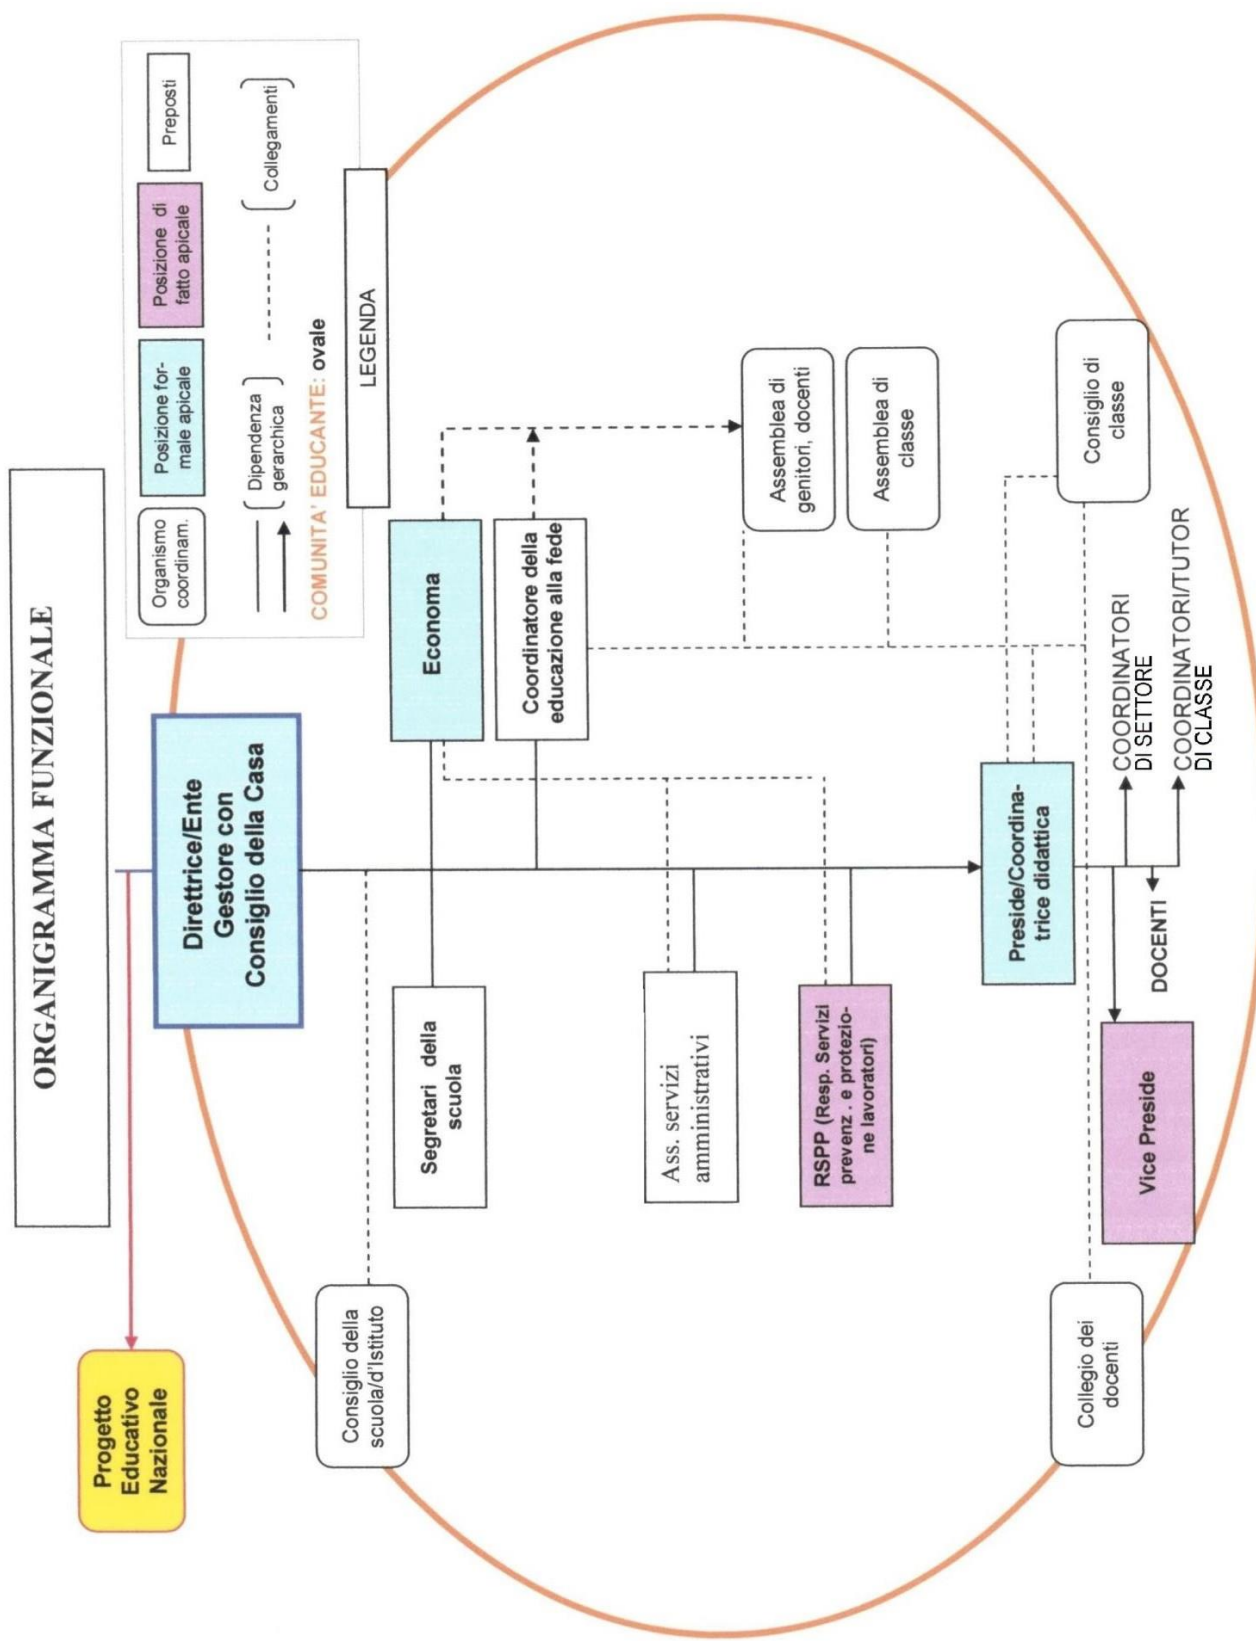 ORGANIGRAMMA FUNZIONALE
Progetto
Educativo
Nazionale
Direttrice/Ente
Gestore con
Consiglio della Casa
Organismo
coordinam.
Posizione for-
male apicale
Posizione di
fatto apicale
Preposti
Dipendenza
gerarchica
Collegamenti
COMUNITA' EDUCANTE: ovale
LEGENDA
Consiglio della
scuola/d'Istituto
Segretari della
scuola
Economa
Coordinatore della
educazione alla fede
Ass. servizi
amministrativi
Assemblea di
genitori, docenti
RSPP (Resp. Servizi
prevenz . e protezio-
ne lavoratori)
Assemblea di
classe
Preside/Coordina-
trice didattica
Collegio dei
docenti
Consiglio di
classe
Vice Preside
DOCENTI
COORDINATORI
DI SETTORE
COORDINATORI/TUTOR
DI CLASSE